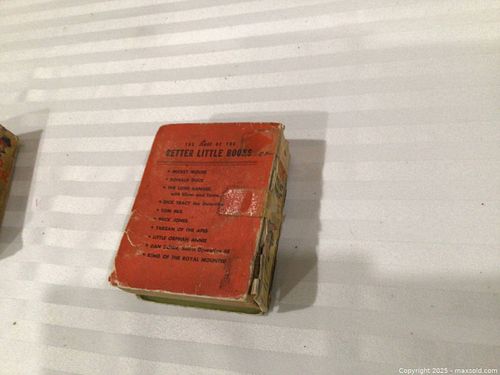 THE Best OF THE
BETTER LITTLE BOOKS
• MICKEY MOUSE
• DONALD DUCK
• THE LONE RANGER
with Silver and Tonto
• DICK TRACY the Detective
• TOM MIX
• BUCK JONES
• TARZAN OF THE APES
• LITTLE ORPHAN ANNIE
• DAN DUNN, Secret Operative 48
• KING OF THE ROYAL MOUNTED
Copyright 2025 - maxsold.com